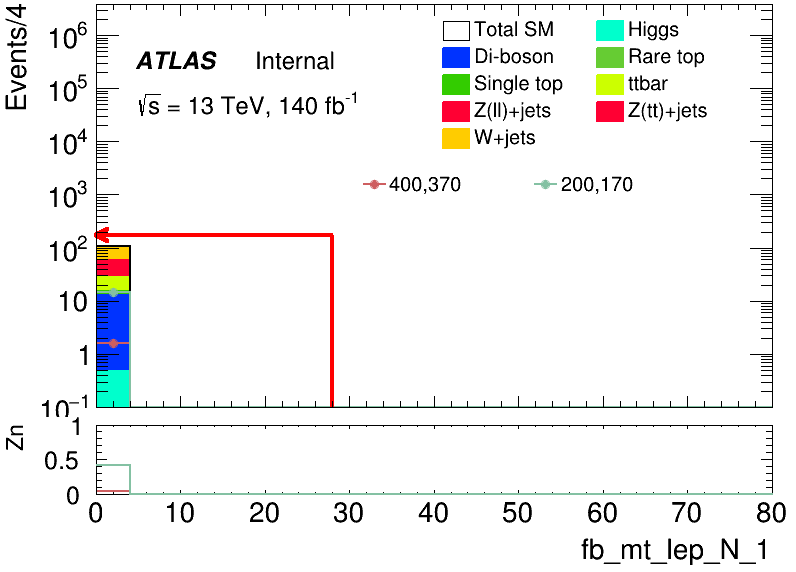 Events/4
10⁶
10⁵
10⁴
10³
10²
10
1
10⁻¹
ATLAS Internal
√s = 13 TeV, 140 fb⁻¹
Total SM Higgs
Di-boson Rare top
Single top ttbar
Z(ll)+jets Z(tt)+jets
W+jets
400,370 200,170
Zn
1
0.5
0
0 10 20 30 40 50 60 70 80
fb_mt_lep_N_1